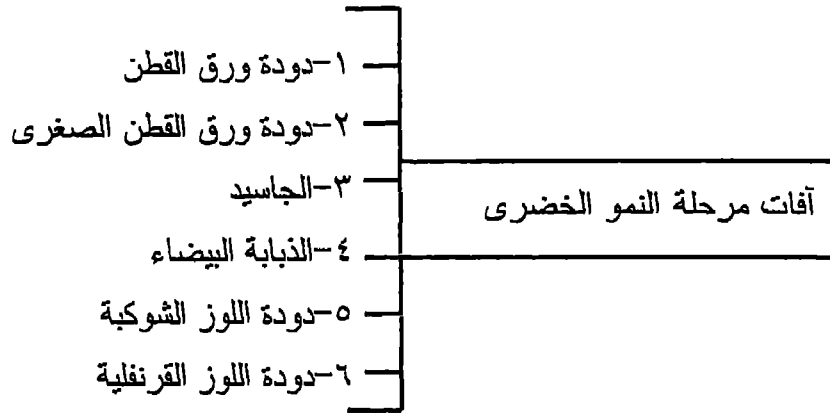 آفات مرحلة النمو الخضرى
١-دودة ورق القطن
٢-دودة ورق القطن الصغرى
٣-الجاسيد
٤-الذبابة البيضاء
٥-دودة اللوز الشوكبة
٦-دودة اللوز القرنفلية